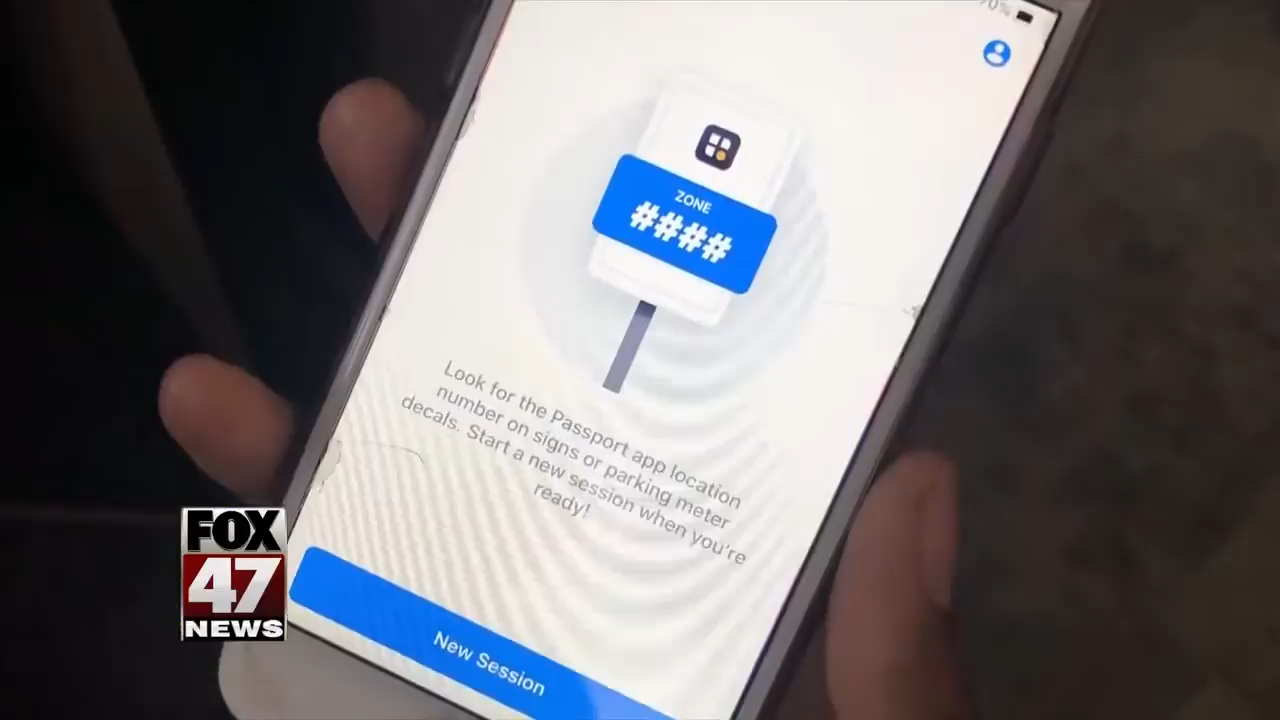 70%
ZONE
####
Look for the Passport app location
number on signs or parking meter
decals. Start a new session when you're
ready!
New Session
FOX
47
NEWS